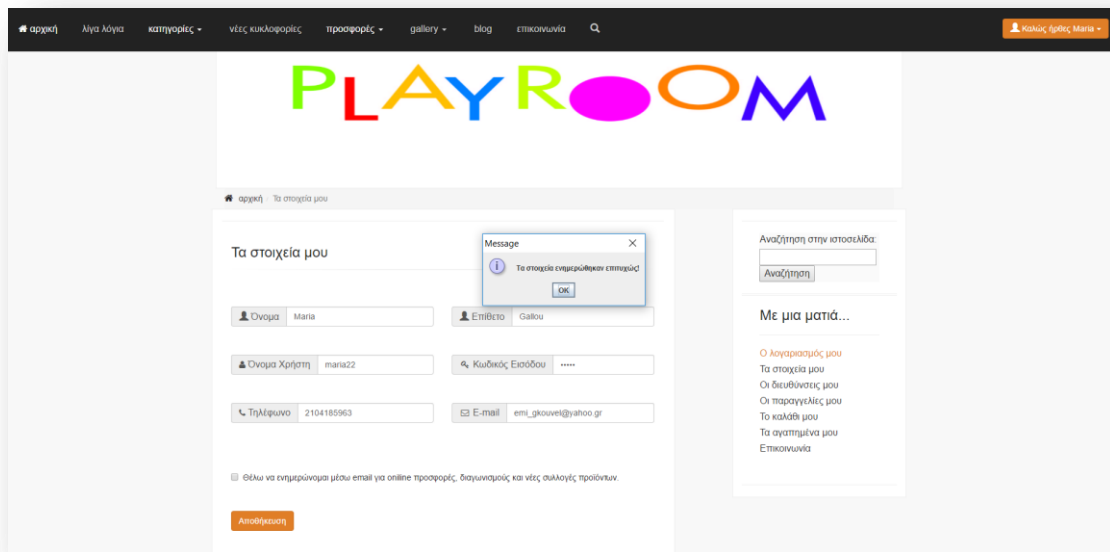 αρχική λίγα λόγια κατηγορίες νέες κυκλοφορίες προσφορές gallery blog επικοινωνία Καλώς ήρθες Maria
PLAYROOM
αρχική / Τα στοιχεία μου
Τα στοιχεία μου
Message
Τα στοιχεία ενημερώθηκαν επιτυχώς!
OK
Όνομα Maria
Επίθετο Gallou
Όνομα Χρήστη maria22
Κωδικός Εισόδου •••••
Τηλέφωνο 2104185963
E-mail emi_gkouvel@yahoo.gr
Θέλω να ενημερώνομαι μέσω email για oniline προσφορές, διαγωνισμούς και νέες συλλογές προϊόντων.
Αποθήκευση
Αναζήτηση στην ιστοσελίδα:
Αναζήτηση
Με μια ματιά...
Ο λογαριασμός μου
Τα στοιχεία μου
Οι διευθύνσεις μου
Οι παραγγελίες μου
Το καλάθι μου
Τα αγαπημένα μου
Επικοινωνία